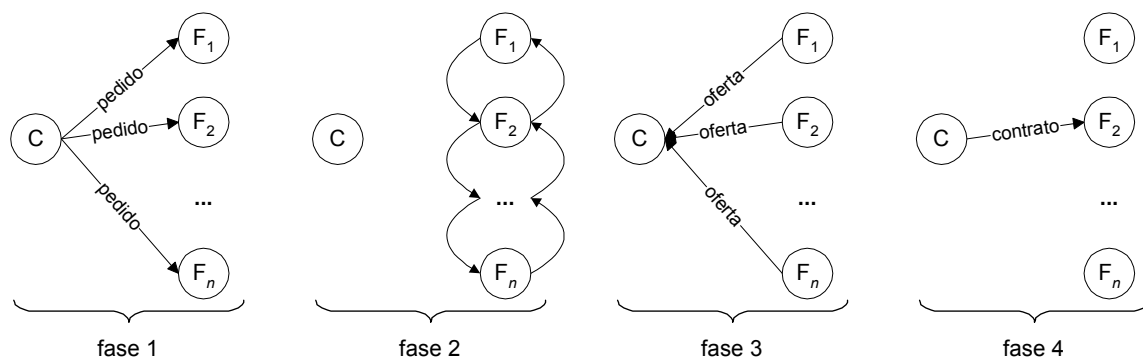 F1
pedido
F2
C
pedido
pedido
...
Fn
fase 1
F1
F2
C
...
Fn
fase 2
F1
oferta
F2
C
oferta
oferta
...
Fn
fase 3
F1
F2
C
contrato
...
Fn
fase 4